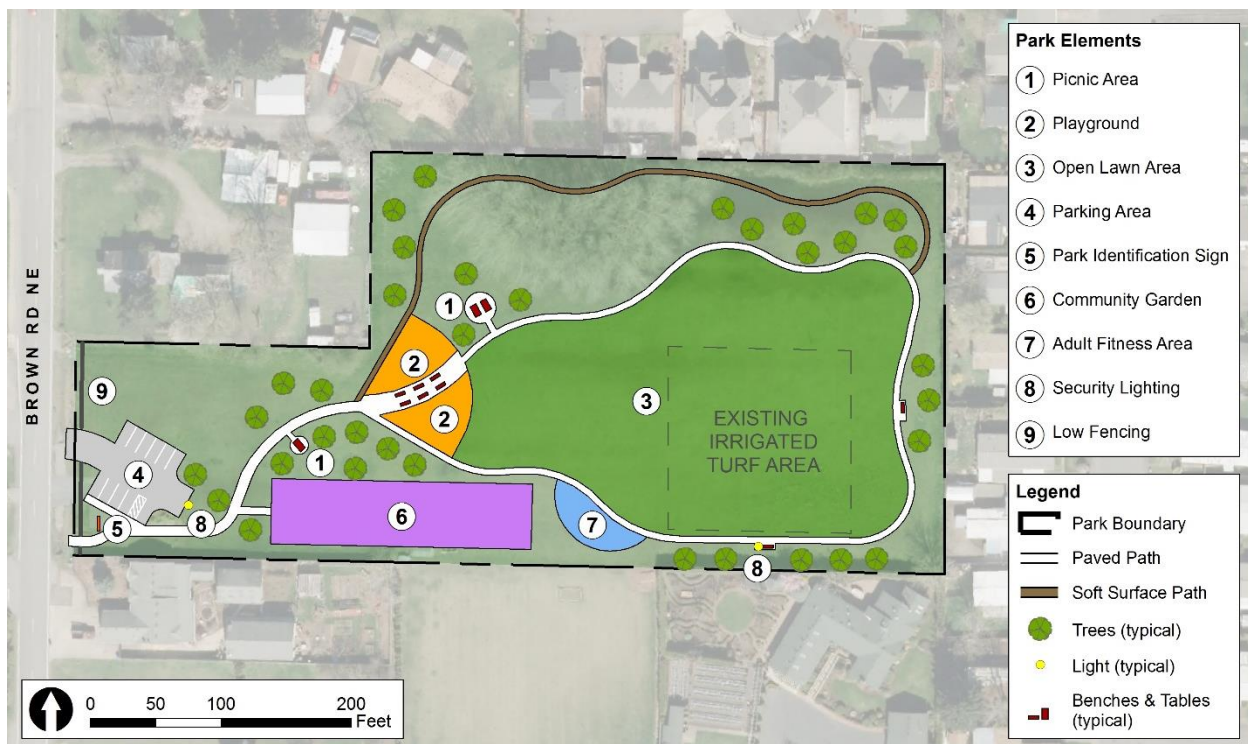 BROWN RD NE
1
2
2
3
EXISTING
IRRIGATED
TURF AREA
9
4
5
8
1
6
7
8
0 50 100 200
Feet
Park Elements
1 Picnic Area
2 Playground
3 Open Lawn Area
4 Parking Area
5 Park Identification Sign
6 Community Garden
7 Adult Fitness Area
8 Security Lighting
9 Low Fencing
Legend
Park Boundary
Paved Path
Soft Surface Path
Trees (typical)
Light (typical)
Benches & Tables
(typical)